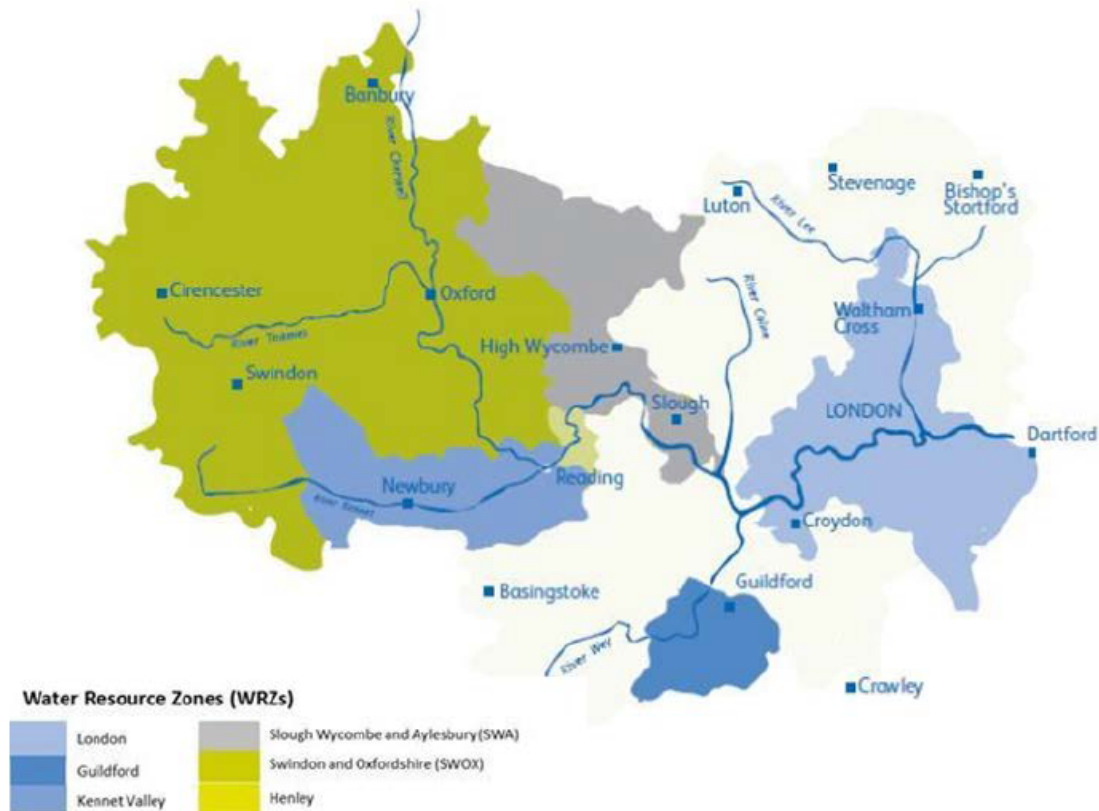 Banbury
River Cherwell
Stevenage
Bishop's
Stortford
Luton
River Lee
Cirencester
Oxford
River Colne
Waltham
Cross
River Thames
High Wycombe
Swindon
Slough
LONDON
Dartford
Newbury
Reading
River Kennet
Croydon
Basingstoke
Guildford
River Wey
Crawley
Water Resource Zones (WRZs)
London
Guildford
Kennet Valley
Slough Wycombe and Aylesbury (SWA)
Swindon and Oxfordshire (SWOX)
Henley